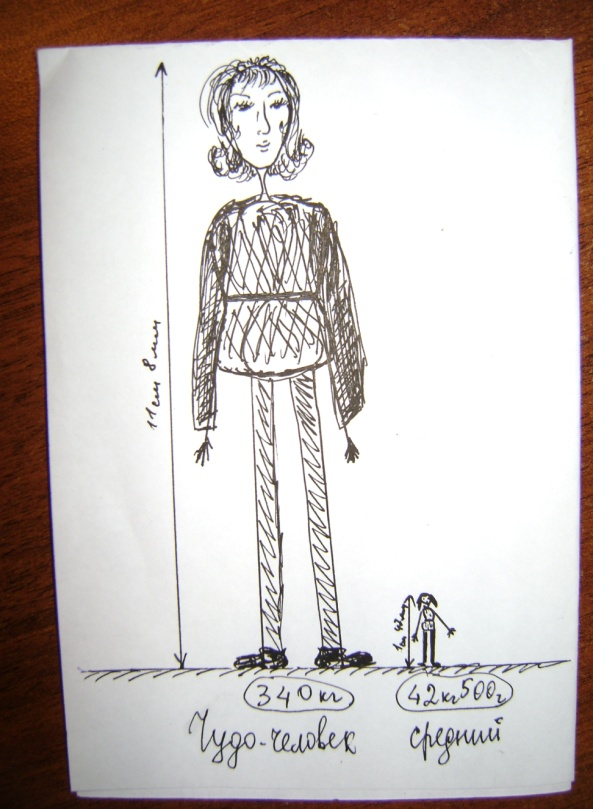 11см 8мм
340кг
42кг500г
Чудо-человек
средний